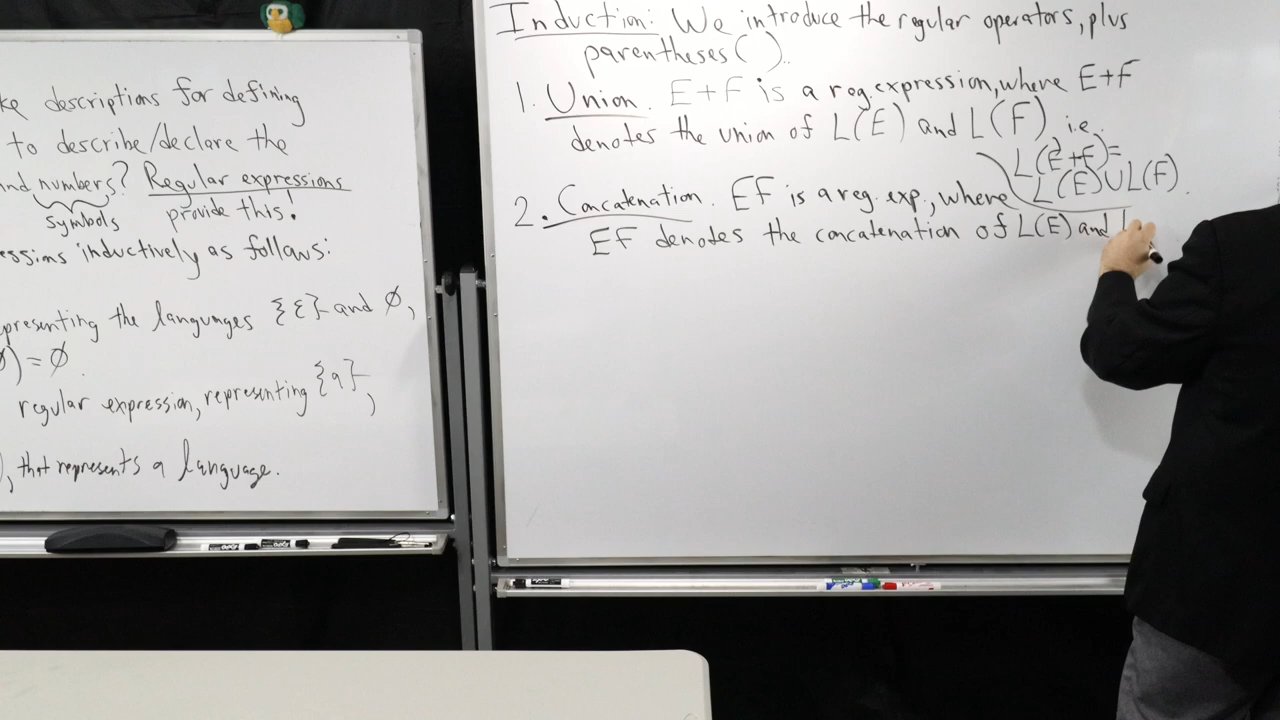 ke descriptions for defining
to describe/declare the
and numbers? Regular expressions
symbols provide this!
essions inductively as follows:
presenting the languages {ε} and ∅,
∅) = ∅.
regular expression, representing {a},
), that represents a language.
Induction: We introduce the regular operators, plus
parentheses ( ).
1. Union. E+F is a reg. expression, where E+F
denotes the union of L(E) and L(F), i.e.
L(E+F)=
L(E)∪L(F).
2. Concatenation. EF is a reg. exp., where
EF denotes the concatenation of L(E) and